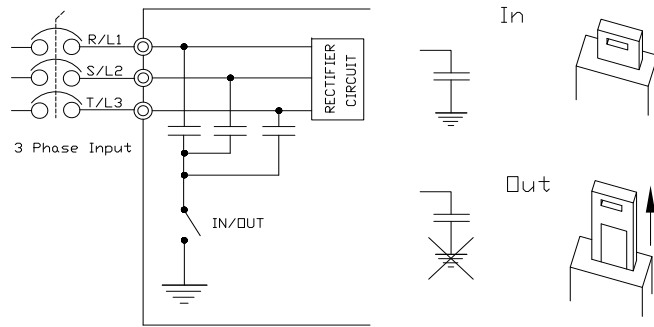 R/L1
S/L2
T/L3
3 Phase Input
RECTIFIER
CIRCUIT
IN/OUT
In
Out